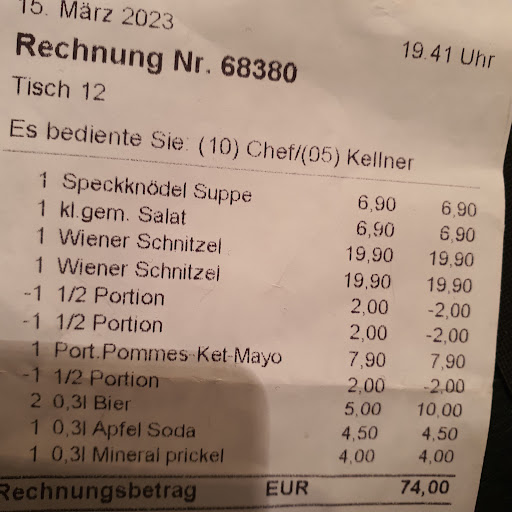 15. März 2023 19.41 Uhr
Rechnung Nr. 68380
Tisch 12
Es bediente Sie: (10) Chef/(05) Kellner
1 Speckknödel Suppe 6,90 6,90
1 kl.gem. Salat 6,90 6,90
1 Wiener Schnitzel 19,90 19,90
1 Wiener Schnitzel 19,90 19,90
-1 1/2 Portion 2,00 -2,00
-1 1/2 Portion 2,00 -2,00
1 Port.Pommes-Ket-Mayo 7,90 7,90
-1 1/2 Portion 2,00 -2,00
2 0,3l Bier 5,00 10,00
1 0,3l Apfel Soda 4,50 4,50
1 0,3l Mineral prickel 4,00 4,00
Rechnungsbetrag EUR 74,00